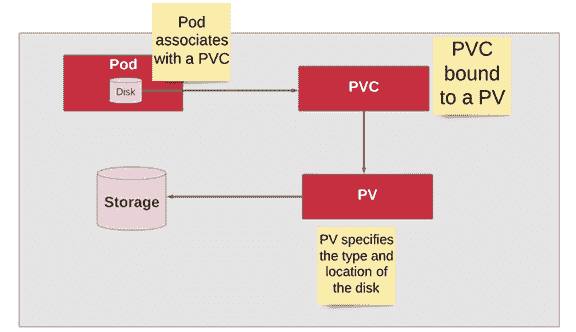 Pod
associates
with a PVC
Pod
Disk
PVC
PVC
bound
to a PV
Storage
PV
PV specifies
the type and
location of
the disk